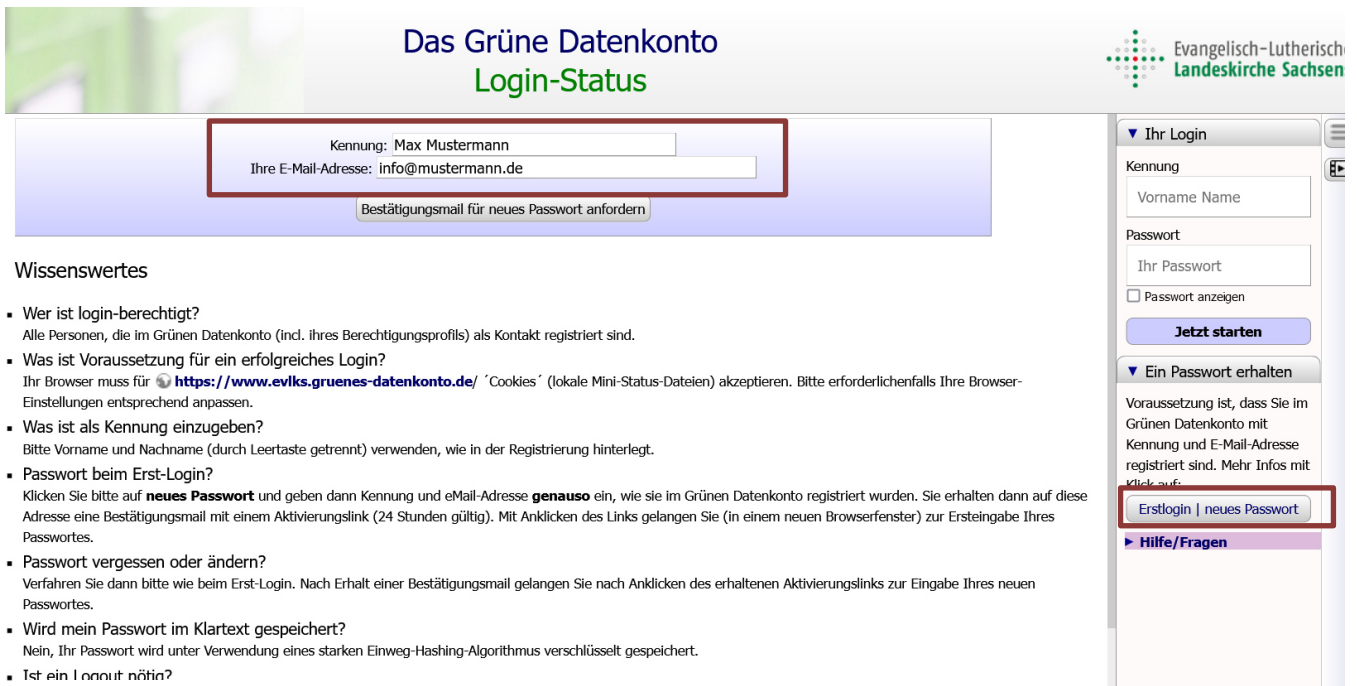 Das Grüne Datenkonto
Login-Status
Evangelisch-Lutherische
Landeskirche Sachsens
Kennung: Max Mustermann
Ihre E-Mail-Adresse: info@mustermann.de
Bestätigungsmail für neues Passwort anfordern
Wissenswertes
▪ Wer ist login-berechtigt?
Alle Personen, die im Grünen Datenkonto (incl. ihres Berechtigungsprofils) als Kontakt registriert sind.
▪ Was ist Voraussetzung für ein erfolgreiches Login?
Ihr Browser muss für https://www.evlks.gruenes-datenkonto.de/ ´Cookies´ (lokale Mini-Status-Dateien) akzeptieren. Bitte erforderlichenfalls Ihre Browser-
Einstellungen entsprechend anpassen.
▪ Was ist als Kennung einzugeben?
Bitte Vorname und Nachname (durch Leertaste getrennt) verwenden, wie in der Registrierung hinterlegt.
▪ Passwort beim Erst-Login?
Klicken Sie bitte auf neues Passwort und geben dann Kennung und eMail-Adresse genauso ein, wie sie im Grünen Datenkonto registriert wurden. Sie erhalten dann auf diese
Adresse eine Bestätigungsmail mit einem Aktivierungslink (24 Stunden gültig). Mit Anklicken des Links gelangen Sie (in einem neuen Browserfenster) zur Ersteingabe Ihres
Passwortes.
▪ Passwort vergessen oder ändern?
Verfahren Sie dann bitte wie beim Erst-Login. Nach Erhalt einer Bestätigungsmail gelangen Sie nach Anklicken des erhaltenen Aktivierungslinks zur Eingabe Ihres neuen
Passwortes.
▪ Wird mein Passwort im Klartext gespeichert?
Nein, Ihr Passwort wird unter Verwendung eines starken Einweg-Hashing-Algorithmus verschlüsselt gespeichert.
▪ Ist ein Logout nötig?
▼ Ihr Login
Kennung
Vorname Name
Passwort
Ihr Passwort
Passwort anzeigen
Jetzt starten
▼ Ein Passwort erhalten
Voraussetzung ist, dass Sie im
Grünen Datenkonto mit
Kennung und E-Mail-Adresse
registriert sind. Mehr Infos mit
Klick auf:
Erstlogin | neues Passwort
► Hilfe/Fragen